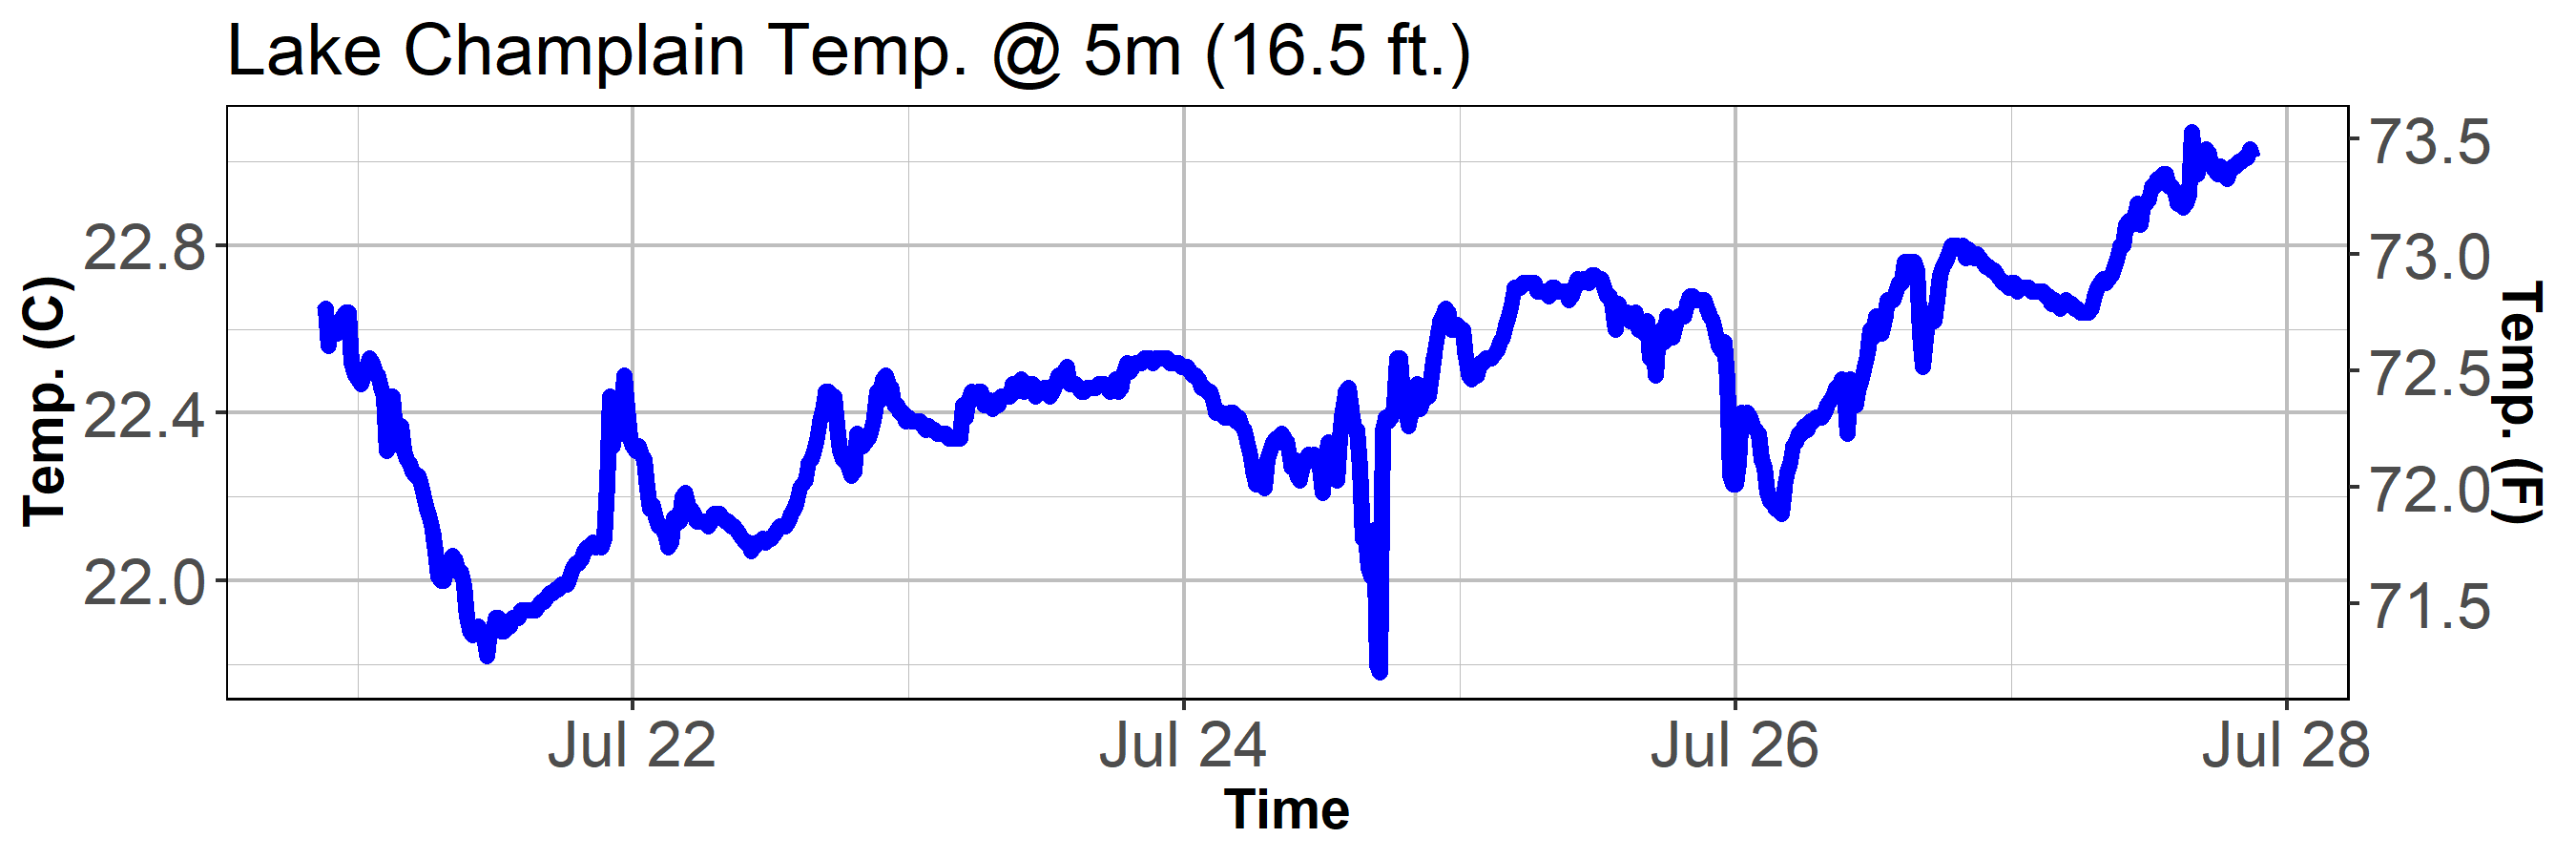 Lake Champlain Temp. @ 5m (16.5 ft.)
Temp. (C)
22.8
22.4
22.0
73.5
73.0
72.5
72.0
71.5
Temp. (F)
Jul 22 Jul 24 Jul 26 Jul 28
Time